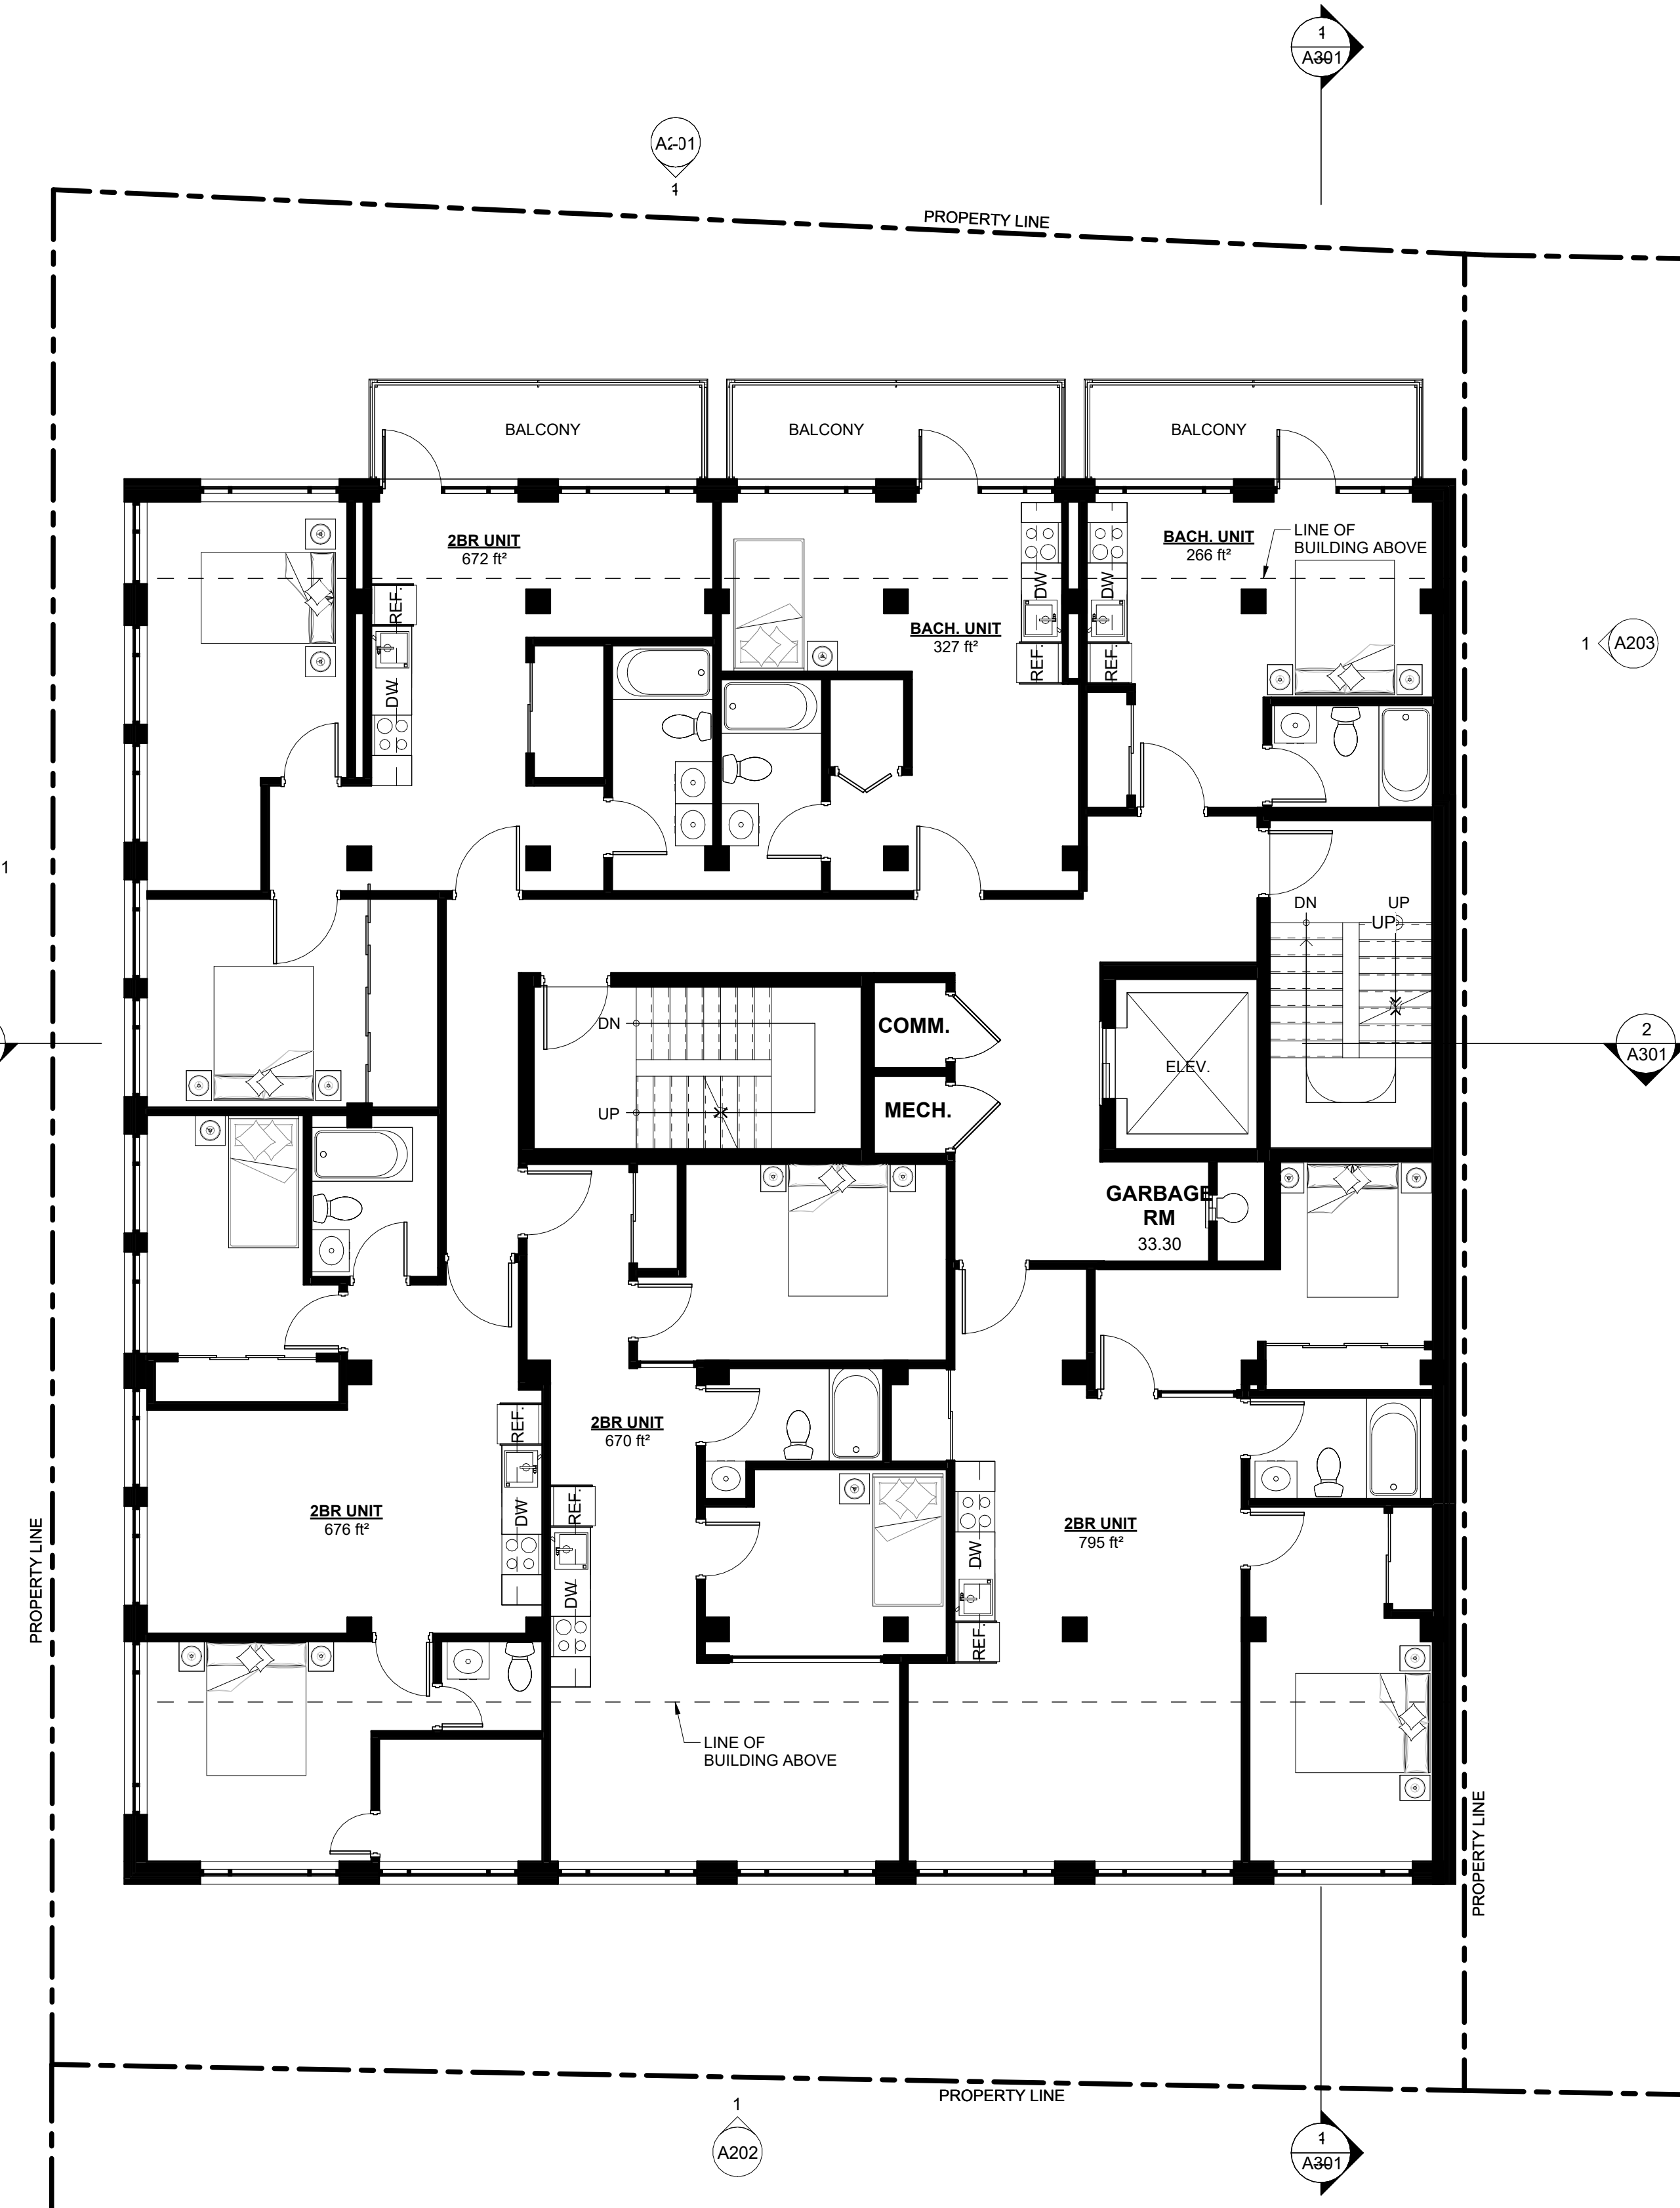 1
A301
A201
1
PROPERTY LINE
BALCONY
BALCONY
BALCONY
2BR UNIT
672 ft²
BACH. UNIT
266 ft²
LINE OF
BUILDING ABOVE
REF.
DW
DW
REF.
DW
REF.
BACH. UNIT
327 ft²
1
A203
1
DN
UP
UP
DN
UP
COMM.
MECH.
ELEV.
2
A301
GARBAGE
RM
33.30
2BR UNIT
670 ft²
REF.
DW
2BR UNIT
676 ft²
REF.
DW
2BR UNIT
795 ft²
DW
REF.
LINE OF
BUILDING ABOVE
PROPERTY LINE
PROPERTY LINE
PROPERTY LINE
1
A202
1
A301